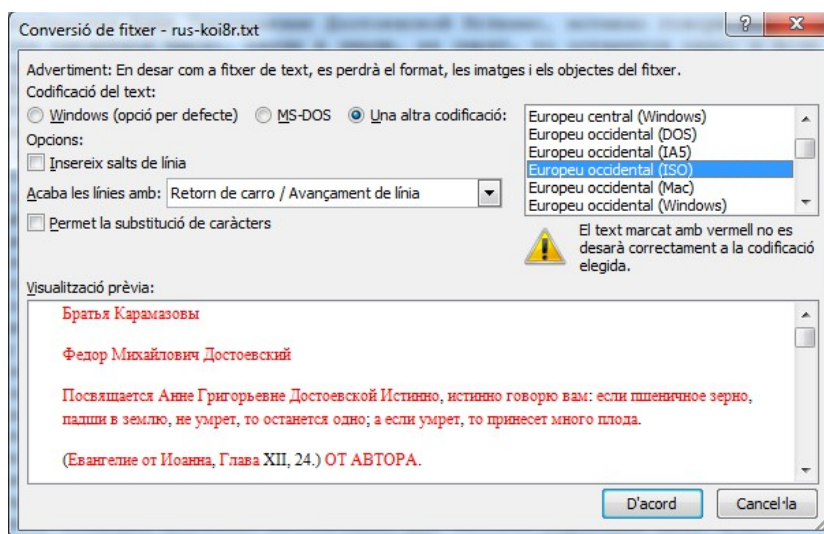 Conversió de fitxer - rus-koi8r.txt
Advertiment: En desar com a fitxer de text, es perdrà el format, les imatges i els objectes del fitxer.
Codificació del text:
Windows (opció per defecte) MS-DOS Una altra codificació:
Europeu central (Windows)
Europeu occidental (DOS)
Europeu occidental (IA5)
Europeu occidental (ISO)
Europeu occidental (Mac)
Europeu occidental (Windows)
Opcions:
Insereix salts de línia
Acaba les línies amb: Retorn de carro / Avançament de línia
Permet la substitució de caràcters
El text marcat amb vermell no es
desarà correctament a la codificació
elegida.
Visualització prèvia:
Братья Карамазовы
Федор Михайлович Достоевский
Посвящается Анне Григорьевне Достоевской Истинно, истинно говорю вам: если пшеничное зерно,
падши в землю, не умрет, то останется одно; а если умрет, то принесет много плода.
(Евангелие от Иоанна, Глава XII, 24.) ОТ АВТОРА.
D'acord Cancel·la